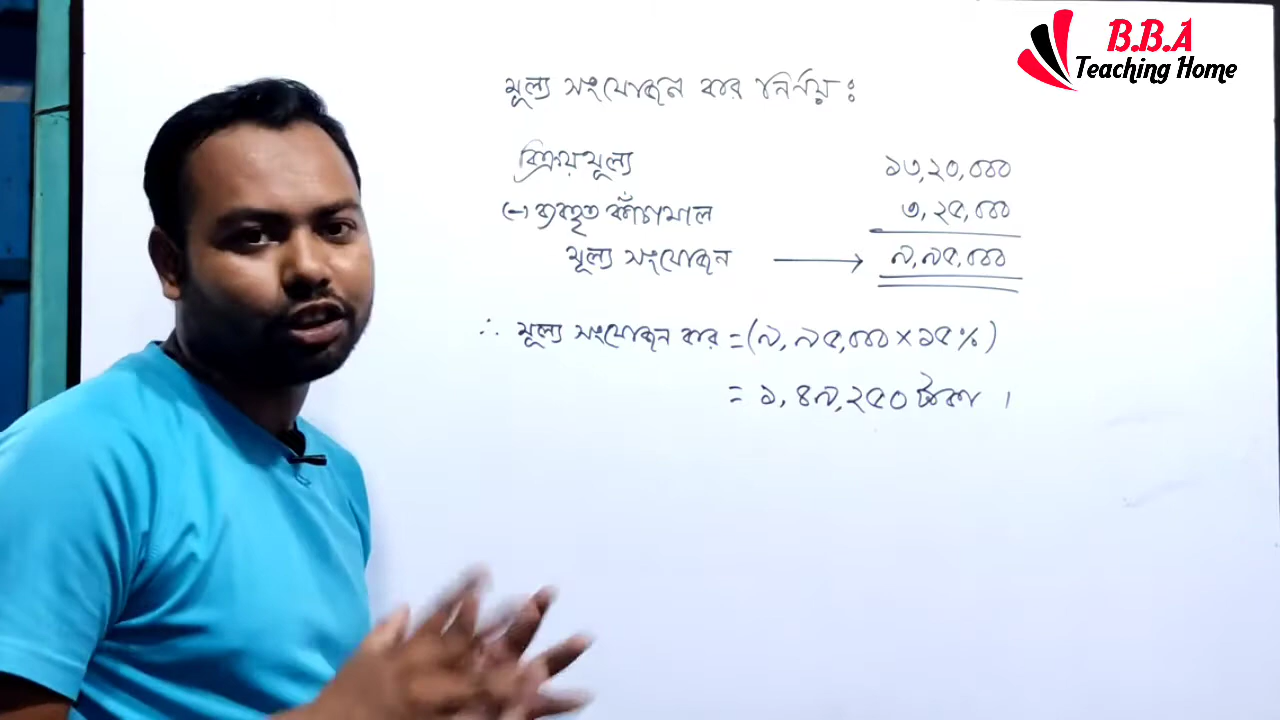 B.B.A
Teaching Home
মূল্য সংযোজন কর নির্ণয়ঃ
বিক্রয় মূল্য ১৩,২০,০০০
(-) ব্যবহৃত কাঁচামাল ৩,২৫,০০০
মূল্য সংযোজন → ৯,৯৫,০০০
∴ মূল্য সংযোজন কর = (৯,৯৫,০০০ × ১৫%)
= ১,৪৯,২৫০ টাকা ।